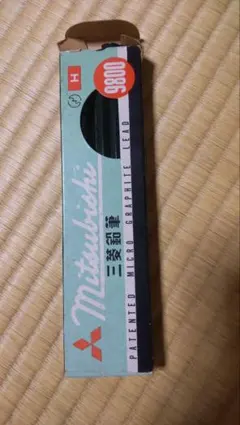 H
9800
Mitsubishi
三菱鉛筆
PATENTED MICRO GRAPHITE LEAD